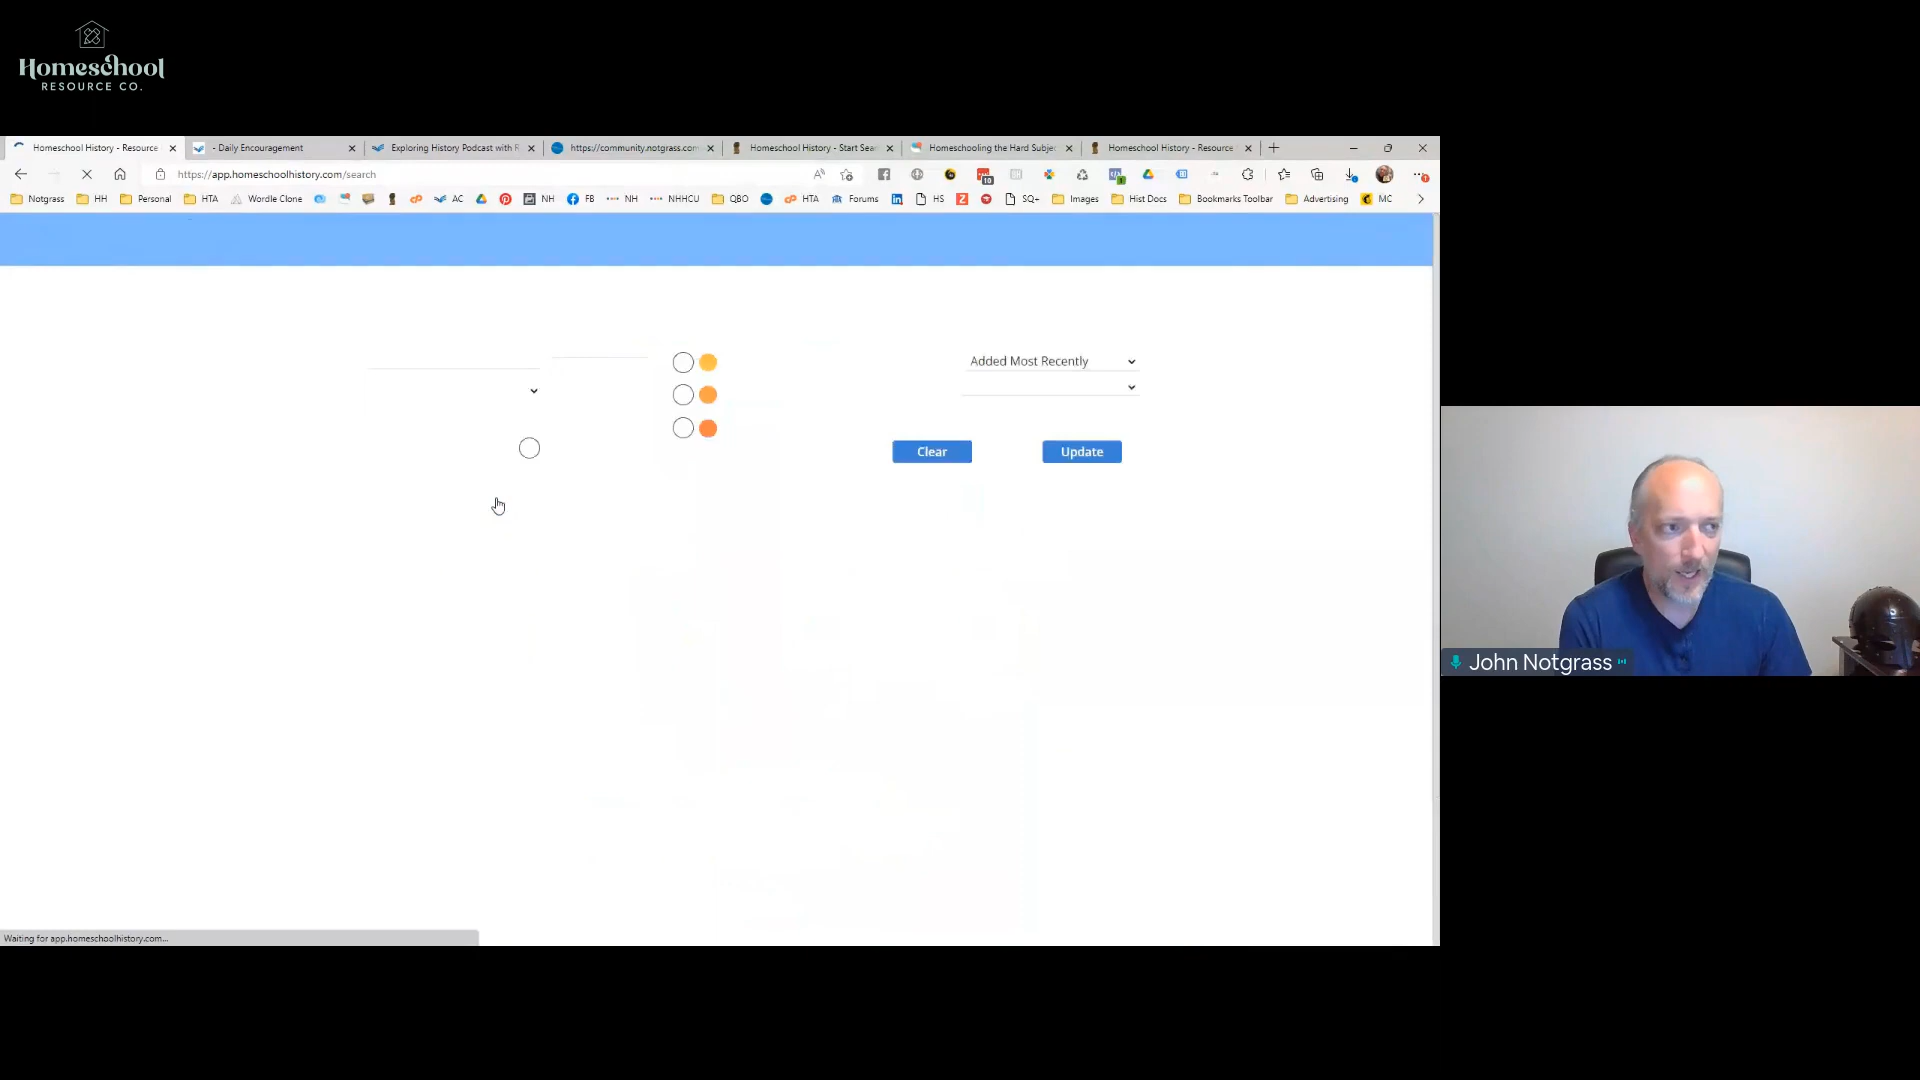 Homeschool
RESOURCE CO.
Homeschool History - Resource
- Daily Encouragement
Exploring History Podcast with R
https://community.notgrass.com
Homeschool History - Start Sear
Homeschooling the Hard Subjec
Homeschool History - Resource
https://app.homeschoolhistory.com/search
10
1
Notgrass
HH
Personal
HTA
Wordle Clone
AC
NH
FB
NH
NHHCU
QBO
HTA
Forums
HS
SQ+
Images
Hist Docs
Bookmarks Toolbar
Advertising
MC
Added Most Recently
Clear
Update
John Notgrass
Waiting for app.homeschoolhistory.com...